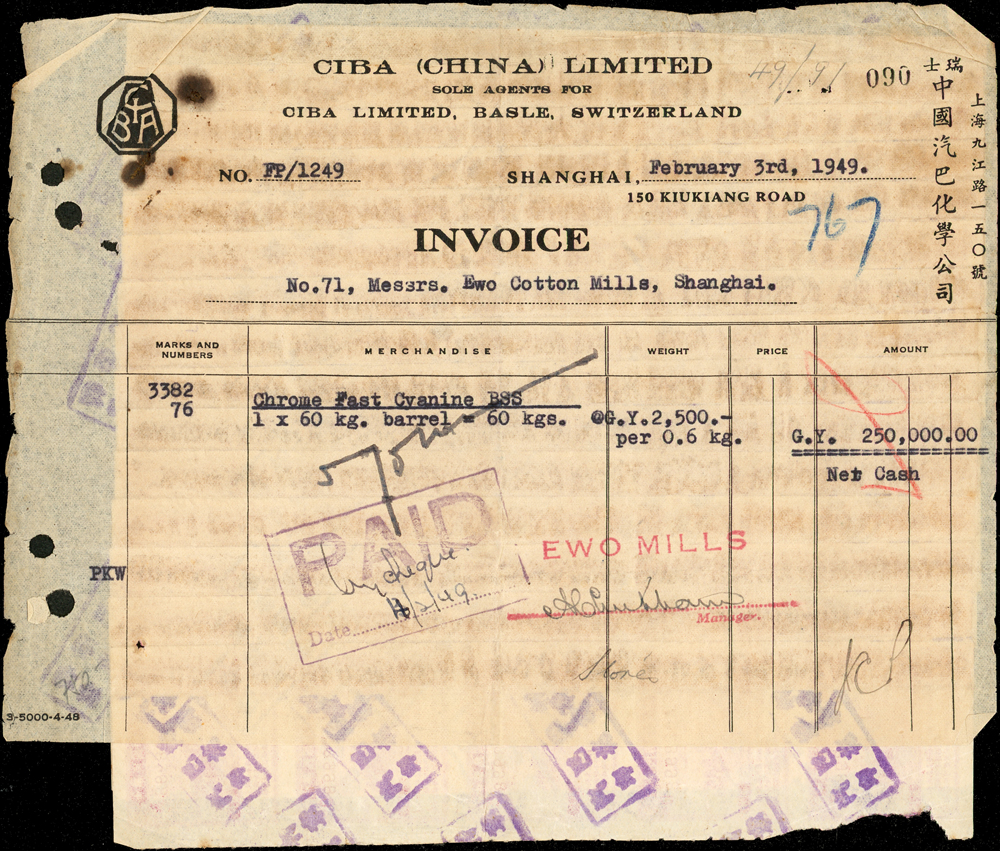 CIBA (CHINA) LIMITED
SOLE AGENTS FOR
CIBA LIMITED, BASLE, SWITZERLAND
CIBA
49/91
090
瑞士
中國汽巴化學公司
上海九江路一五〇號
NO. FP/1249
SHANGHAI, February 3rd, 1949.
150 KIUKIANG ROAD
767
INVOICE
No.71, Messrs. Ewo Cotton Mills, Shanghai.
MARKS AND NUMBERS
MERCHANDISE
WEIGHT
PRICE
AMOUNT
3382
76
Chrome Fast Cyanine BSS
1 x 60 kg. barrel = 60 kgs. @G.Y.2,500.-
per 0.6 kg.
G.Y. 250,000.00
Net Cash
PAID
by cheque
Date
EWO MILLS
Manager.
PKW
3-5000-4-48